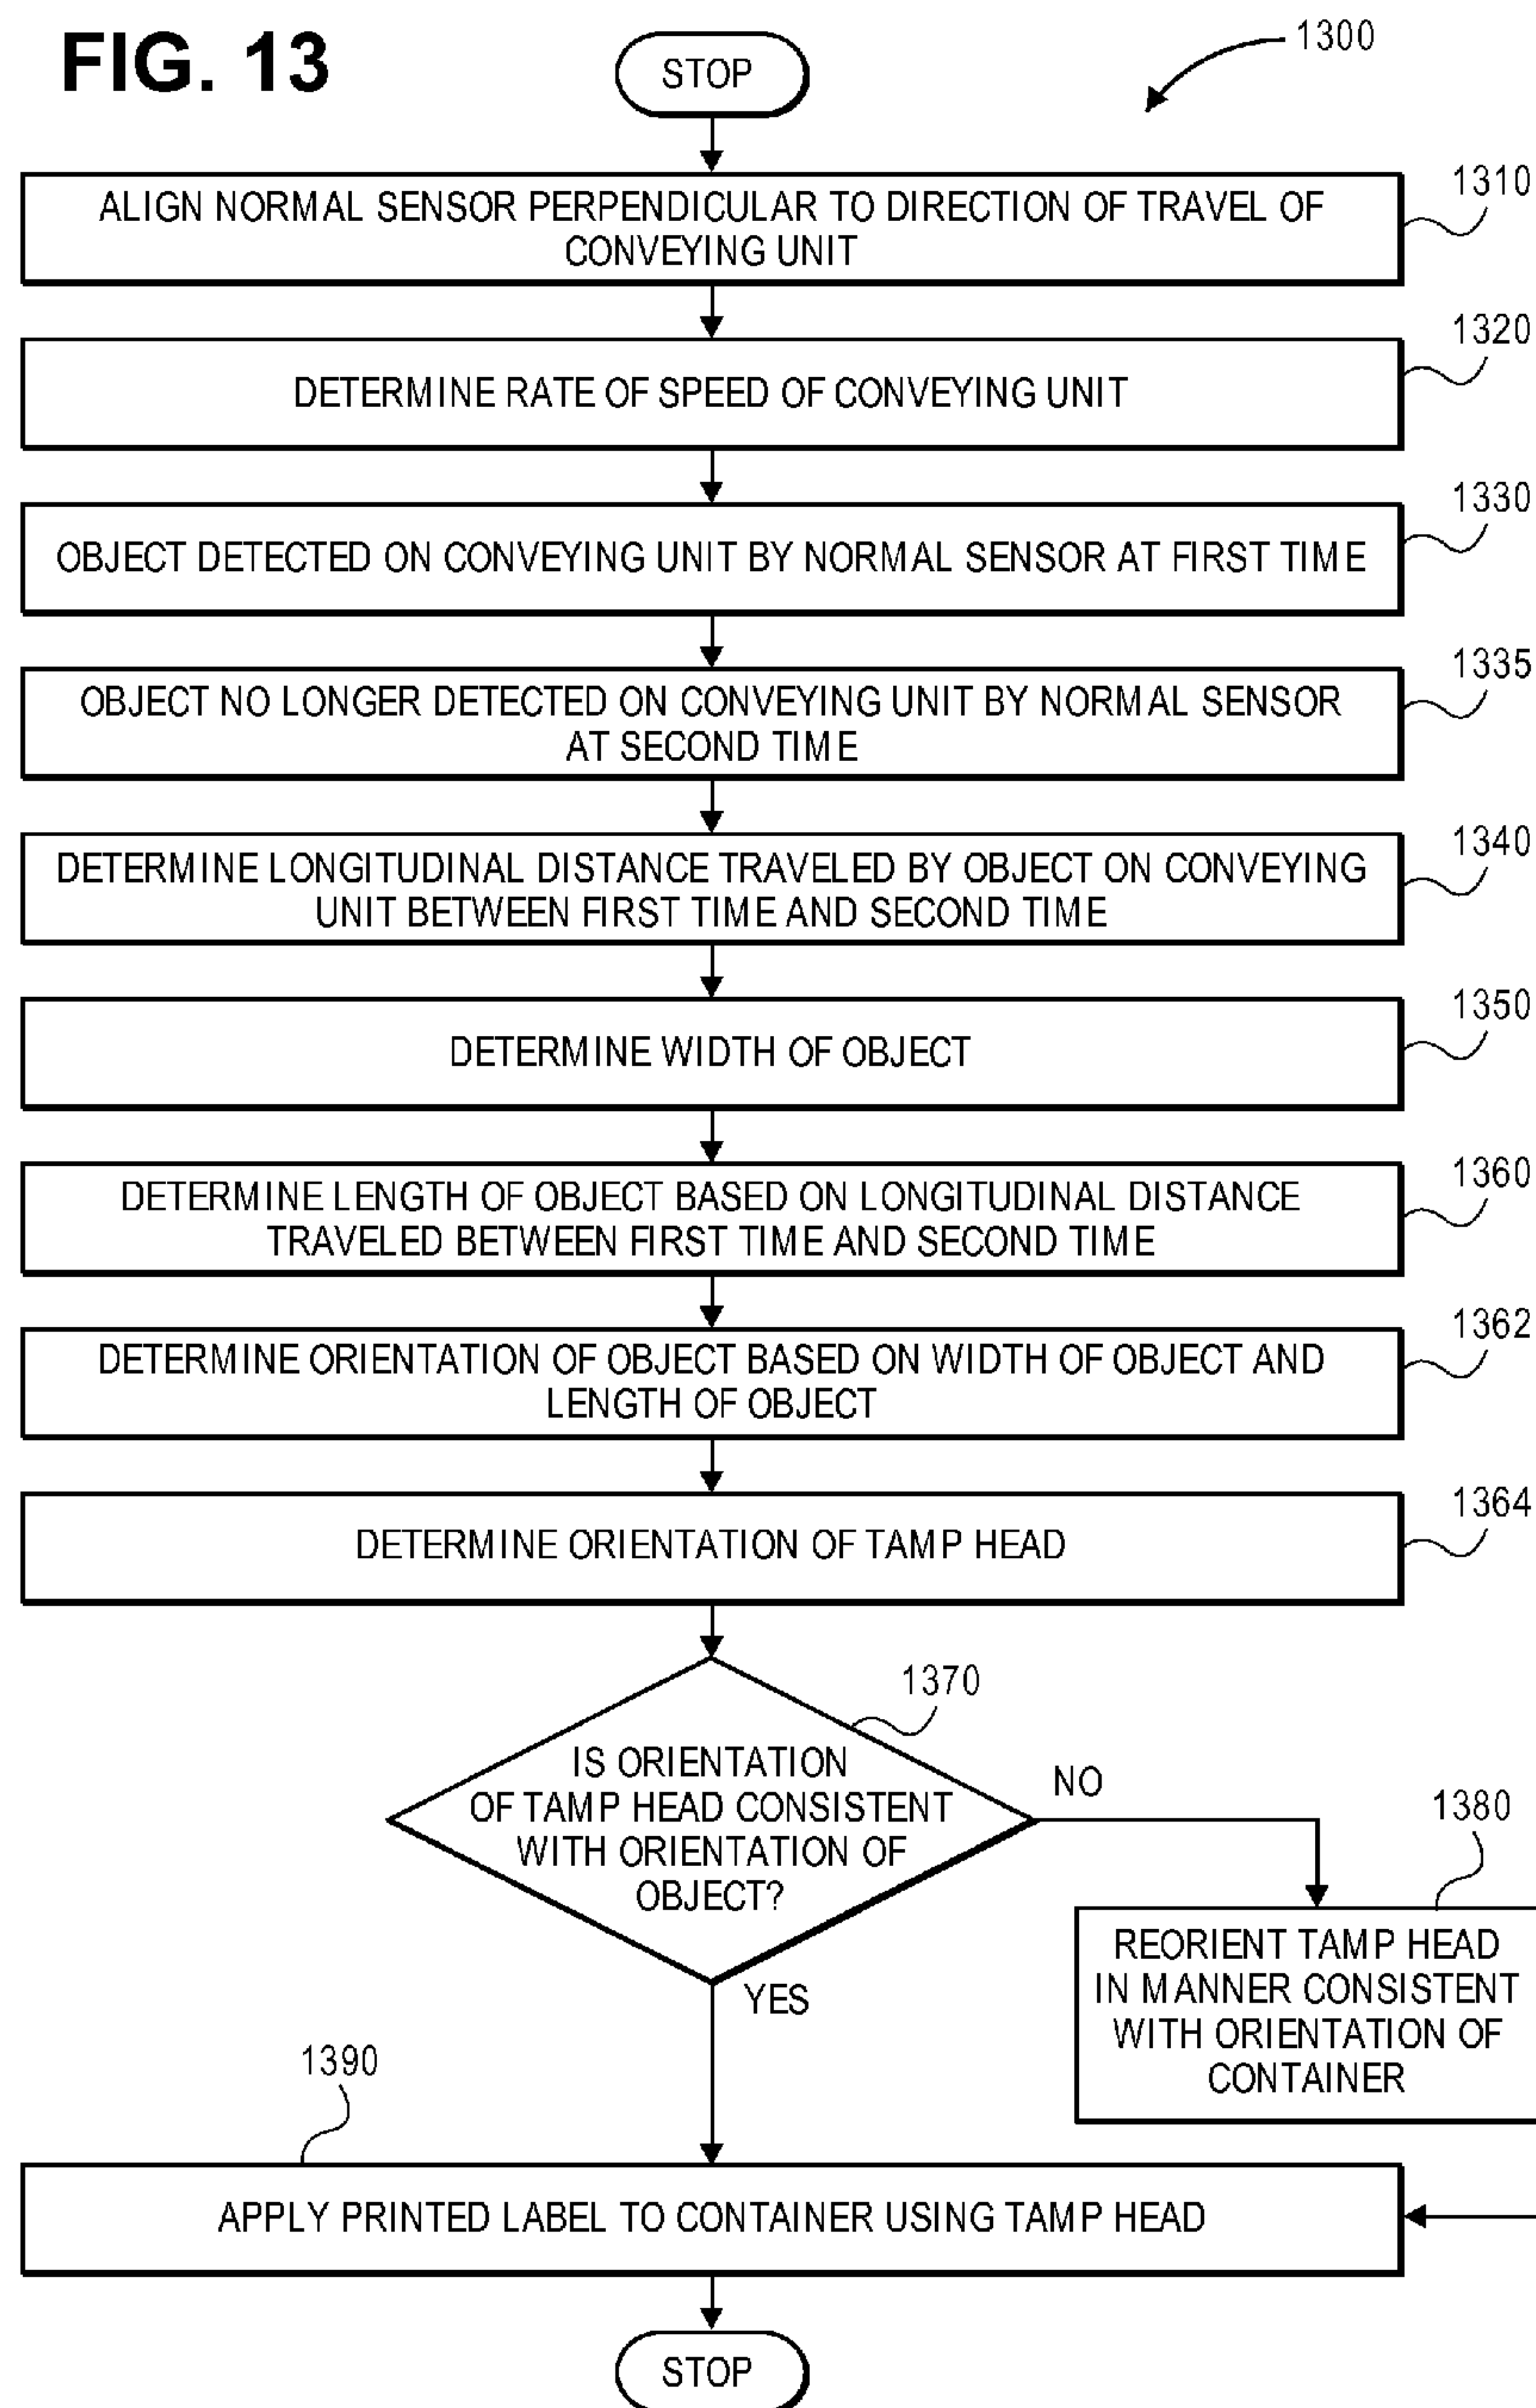 FIG. 13
STOP
1300
1310
ALIGN NORMAL SENSOR PERPENDICULAR TO DIRECTION OF TRAVEL OF
CONVEYING UNIT
1320
DETERMINE RATE OF SPEED OF CONVEYING UNIT
1330
OBJECT DETECTED ON CONVEYING UNIT BY NORMAL SENSOR AT FIRST TIME
1335
OBJECT NO LONGER DETECTED ON CONVEYING UNIT BY NORMAL SENSOR
AT SECOND TIME
1340
DETERMINE LONGITUDINAL DISTANCE TRAVELED BY OBJECT ON CONVEYING
UNIT BETWEEN FIRST TIME AND SECOND TIME
1350
DETERMINE WIDTH OF OBJECT
1360
DETERMINE LENGTH OF OBJECT BASED ON LONGITUDINAL DISTANCE
TRAVELED BETWEEN FIRST TIME AND SECOND TIME
1362
DETERMINE ORIENTATION OF OBJECT BASED ON WIDTH OF OBJECT AND
LENGTH OF OBJECT
1364
DETERMINE ORIENTATION OF TAMP HEAD
1370
IS ORIENTATION
OF TAMP HEAD CONSISTENT
WITH ORIENTATION OF
OBJECT?
NO
1380
REORIENT TAMP HEAD
IN MANNER CONSISTENT
WITH ORIENTATION OF
CONTAINER
YES
1390
APPLY PRINTED LABEL TO CONTAINER USING TAMP HEAD
STOP